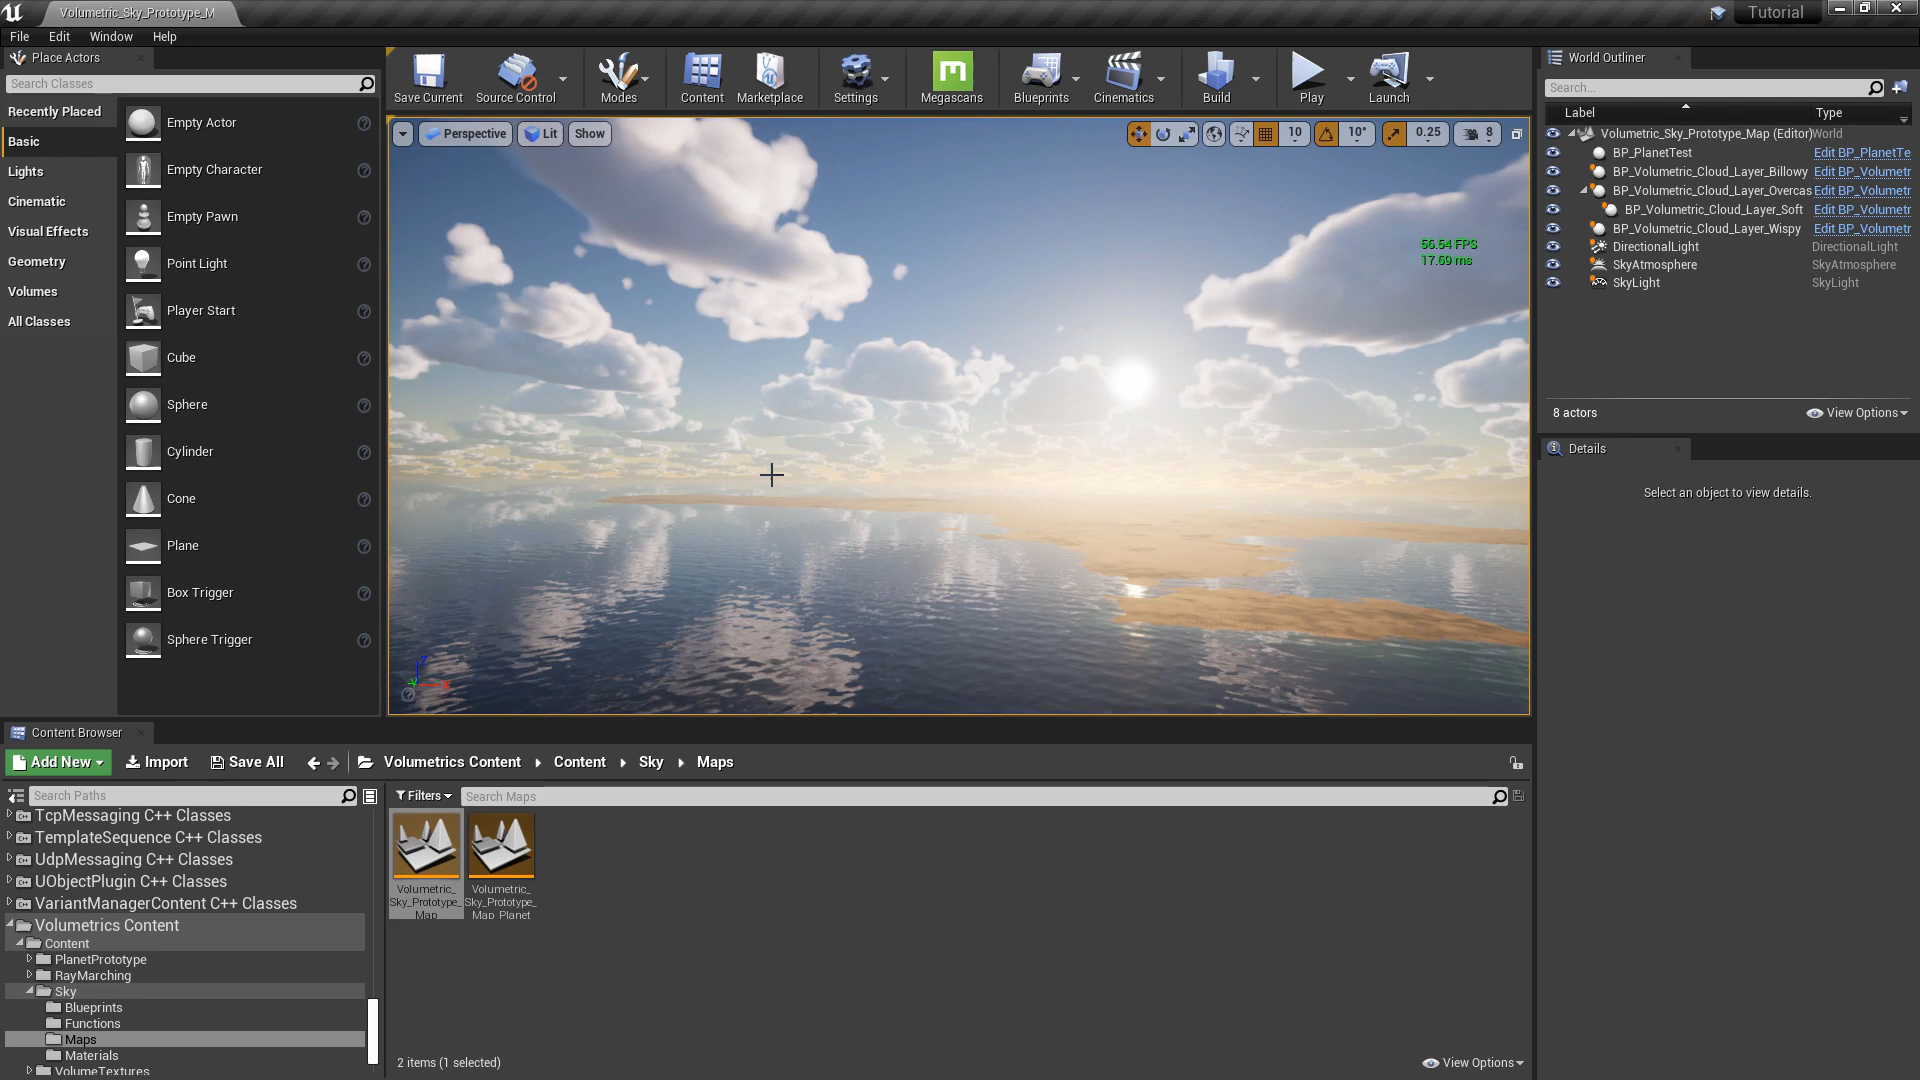 Volumetric_Sky_Prototype_M
Tutorial
File
Edit
Window
Help
Place Actors
Search Classes
Recently Placed
Basic
Lights
Cinematic
Visual Effects
Geometry
Volumes
All Classes
Empty Actor
Empty Character
Empty Pawn
Point Light
Player Start
Cube
Sphere
Cylinder
Cone
Plane
Box Trigger
Sphere Trigger
Save Current
Source Control
Modes
Content
Marketplace
Settings
Megascans
Blueprints
Cinematics
Build
Play
Launch
Perspective
Lit
Show
10
10°
0.25
8
56.54 FPS
17.69 ms
Z
X
World Outliner
Search...
Label
Type
Volumetric_Sky_Prototype_Map (Editor)
World
BP_PlanetTest
Edit BP_PlanetTe
BP_Volumetric_Cloud_Layer_Billowy
Edit BP_Volumetr
BP_Volumetric_Cloud_Layer_Overcas
Edit BP_Volumetr
BP_Volumetric_Cloud_Layer_Soft
Edit BP_Volumetr
BP_Volumetric_Cloud_Layer_Wispy
Edit BP_Volumetr
DirectionalLight
DirectionalLight
SkyAtmosphere
SkyAtmosphere
SkyLight
SkyLight
8 actors
View Options
Details
Select an object to view details.
Content Browser
Add New
Import
Save All
Volumetrics Content
Content
Sky
Maps
Search Paths
TcpMessaging C++ Classes
TemplateSequence C++ Classes
UdpMessaging C++ Classes
UObjectPlugin C++ Classes
VariantManagerContent C++ Classes
Volumetrics Content
Content
PlanetPrototype
RayMarching
Sky
Blueprints
Functions
Maps
Materials
VolumeTextures
Filters
Search Maps
Volumetric_
Sky_Prototype_
Map
Volumetric_
Sky_Prototype_
Map_Planet
2 items (1 selected)
View Options